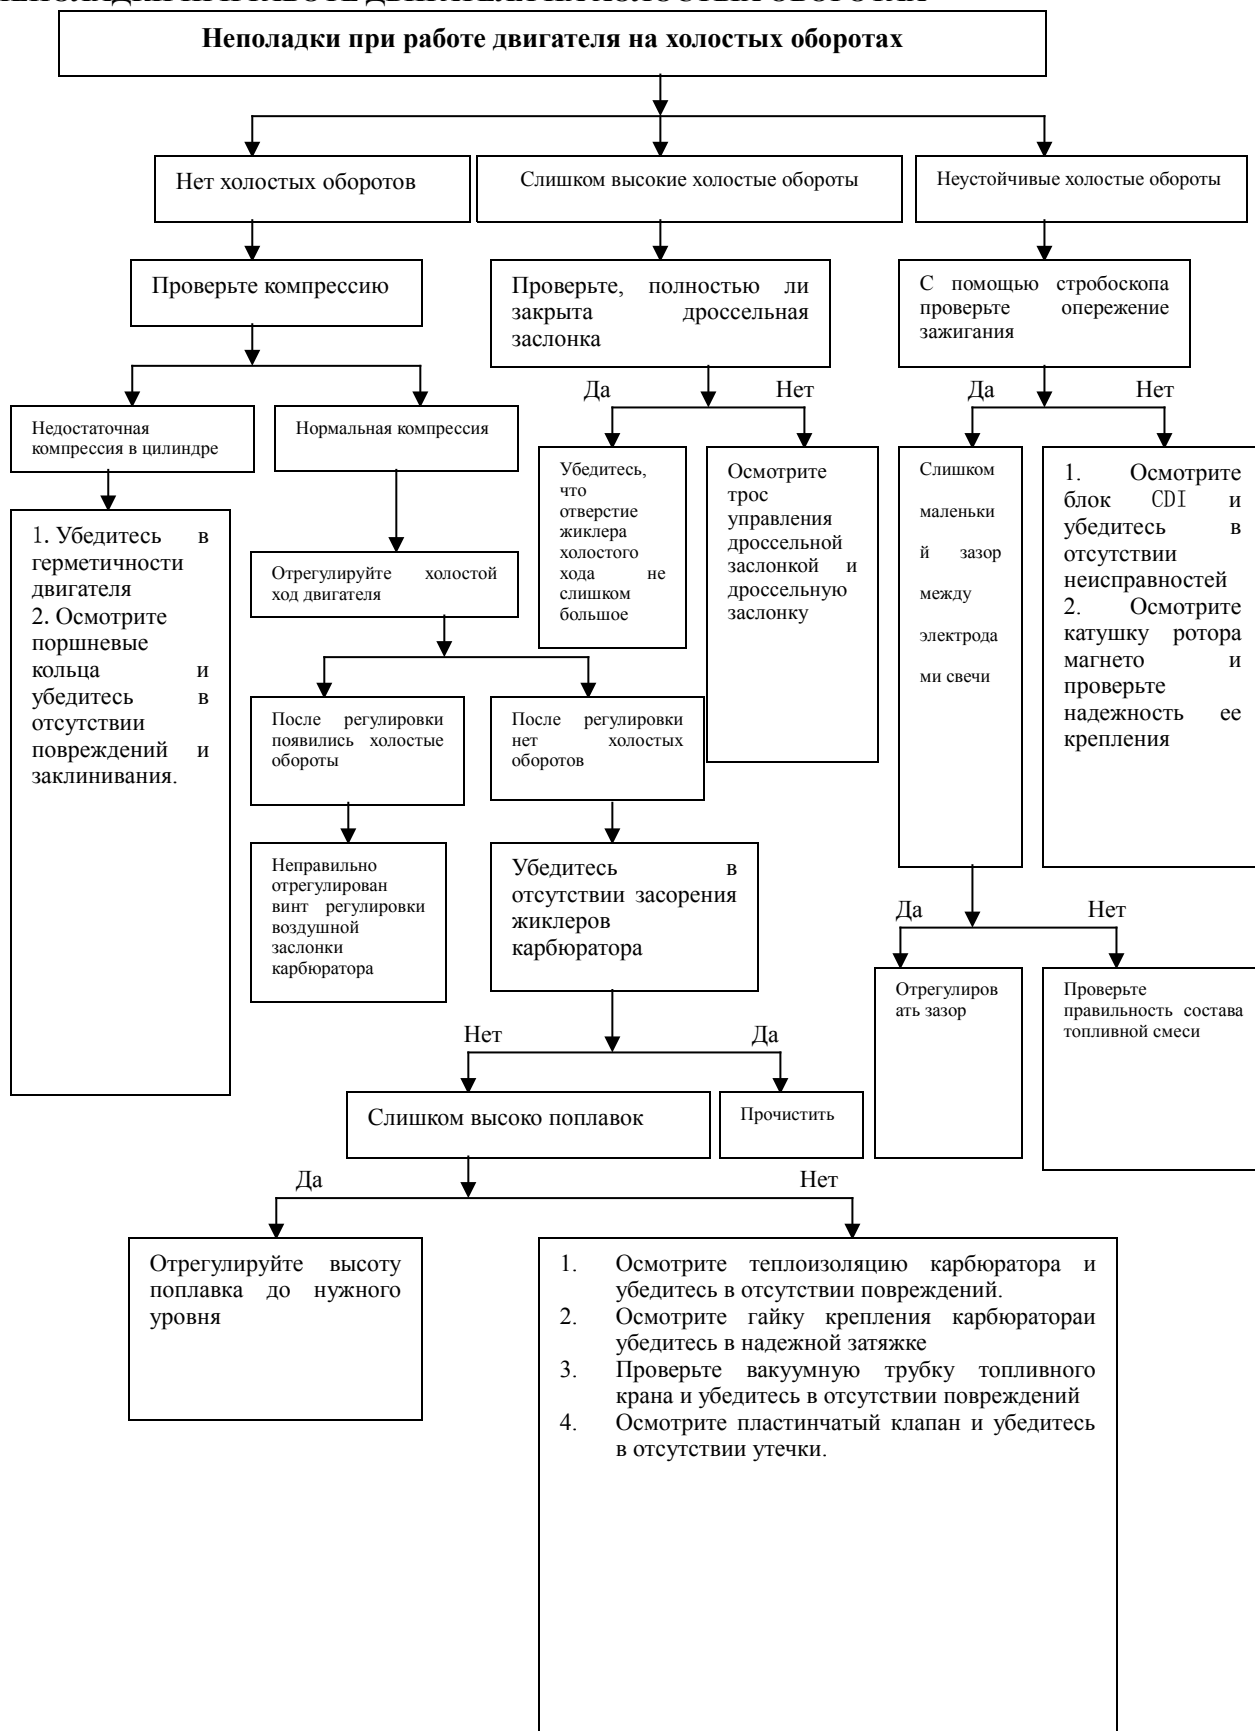 НЕПОЛАДКИ ПРИ РАБОТЕ ДВИГАТЕЛЯ НА ХОЛОСТЫХ ОБОРОТАХ
Неполадки при работе двигателя на холостых оборотах
Нет холостых оборотов
Слишком высокие холостые обороты
Неустойчивые холостые обороты
Проверьте компрессию
Проверьте, полностью ли
закрыта дроссельная
заслонка
С помощью стробоскопа
проверьте опережение
зажигания
Да
Нет
Да
Нет
Недостаточная
компрессия в цилиндре
Нормальная компрессия
Убедитесь,
что
отверстие
жиклера
холостого
хода не
слишком
большое
Осмотрите
трос
управления
дроссельной
заслонкой и
дроссельную
заслонку
Слишком
маленьки
й зазор
между
электрода
ми свечи
1. Осмотрите
блок CDI и
убедитесь в
отсутствии
неисправностей
2. Осмотрите
катушку ротора
магнето и
проверьте
надежность ее
крепления
1. Убедитесь в
герметичности
двигателя
2. Осмотрите
поршневые
кольца и
убедитесь в
отсутствии
повреждений и
заклинивания.
Отрегулируйте холостой
ход двигателя
После регулировки
появились холостые
обороты
После регулировки
нет холостых
оборотов
Неправильно
отрегулирован
винт регулировки
воздушной
заслонки
карбюратора
Убедитесь в
отсутствии засорения
жиклеров
карбюратора
Да
Нет
Отрегулиров
ать зазор
Проверьте
правильность состава
топливной смеси
Нет
Да
Слишком высоко поплавок
Прочистить
Да
Нет
Отрегулируйте высоту
поплавка до нужного
уровня
1. Осмотрите теплоизоляцию карбюратора и
убедитесь в отсутствии повреждений.
2. Осмотрите гайку крепления карбюратораи
убедитесь в надежной затяжке
3. Проверьте вакуумную трубку топливного
крана и убедитесь в отсутствии повреждений
4. Осмотрите пластинчатый клапан и убедитесь
в отсутствии утечки.